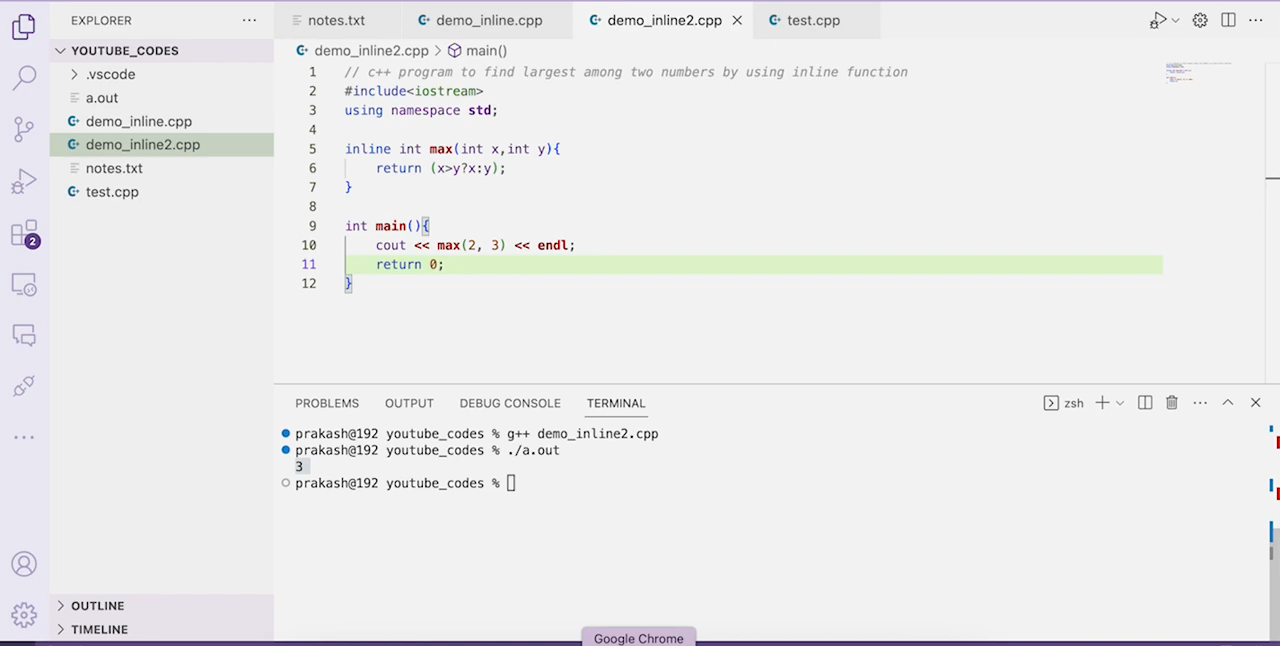 EXPLORER
YOUTUBE_CODES
.vscode
a.out
demo_inline.cpp
demo_inline2.cpp
notes.txt
test.cpp
2
OUTLINE
TIMELINE
notes.txt demo_inline.cpp demo_inline2.cpp test.cpp
demo_inline2.cpp > main()
1 // c++ program to find largest among two numbers by using inline function
2 #include<iostream>
3 using namespace std;
4
5 inline int max(int x,int y){
6 return (x>y?x:y);
7 }
8
9 int main(){
10 cout << max(2, 3) << endl;
11 return 0;
12 }
PROBLEMS OUTPUT DEBUG CONSOLE TERMINAL zsh
prakash@192 youtube_codes % g++ demo_inline2.cpp
prakash@192 youtube_codes % ./a.out
3
prakash@192 youtube_codes %
Google Chrome